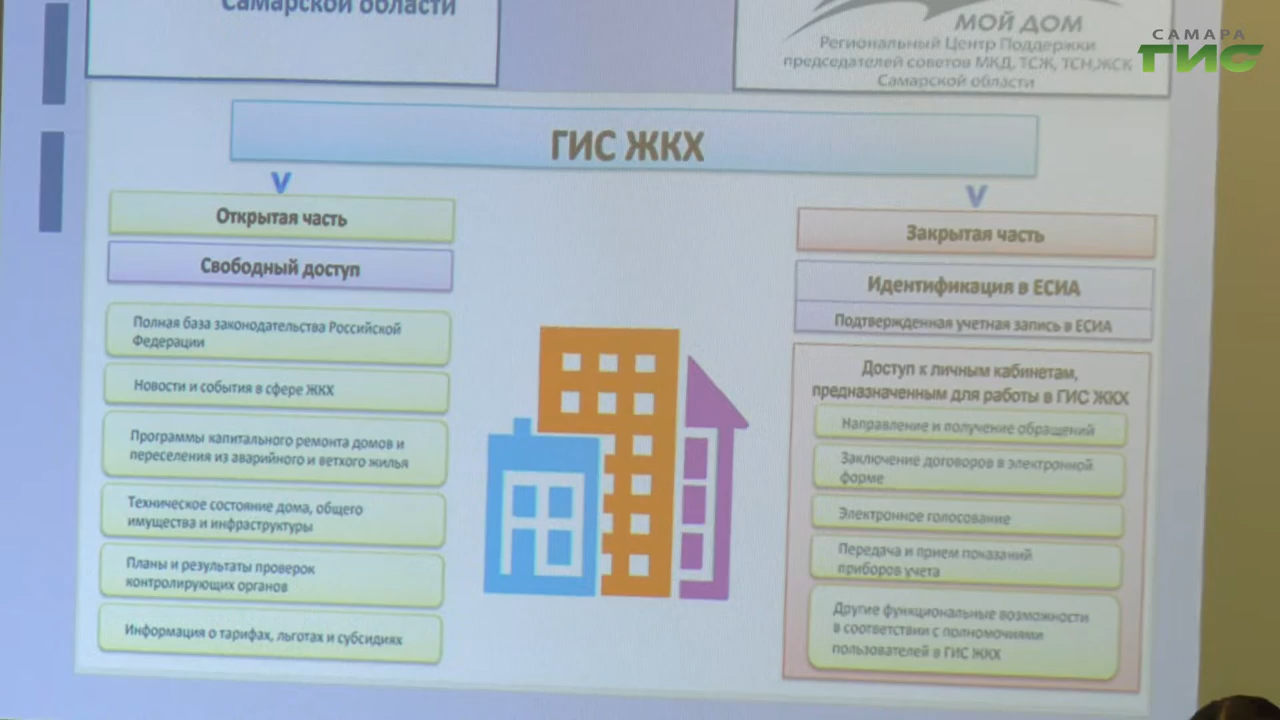 Самарской области
МОЙ ДОМ
Региональный Центр Поддержки
председателей советов МКД, ТСЖ, ТСН,ЖСК
Самарской области
САМАРА
ГИС
ГИС ЖКХ
Открытая часть
Свободный доступ
Полная база законодательства Российской
Федерации
Новости и события в сфере ЖКХ
Программы капитального ремонта домов и
переселения из аварийного и ветхого жилья
Техническое состояние дома, общего
имущества и инфраструктуры
Планы и результаты проверок
контролирующих органов
Информация о тарифах, льготах и субсидиях
Закрытая часть
Идентификация в ЕСИА
Подтвержденная учетная запись в ЕСИА
Доступ к личным кабинетам,
предназначенным для работы в ГИС ЖКХ
Направление и получение обращений
Заключение договоров в электронной
форме
Электронное голосование
Передача и прием показаний
приборов учета
Другие функциональные возможности
в соответствии с полномочиями
пользователей в ГИС ЖКХ